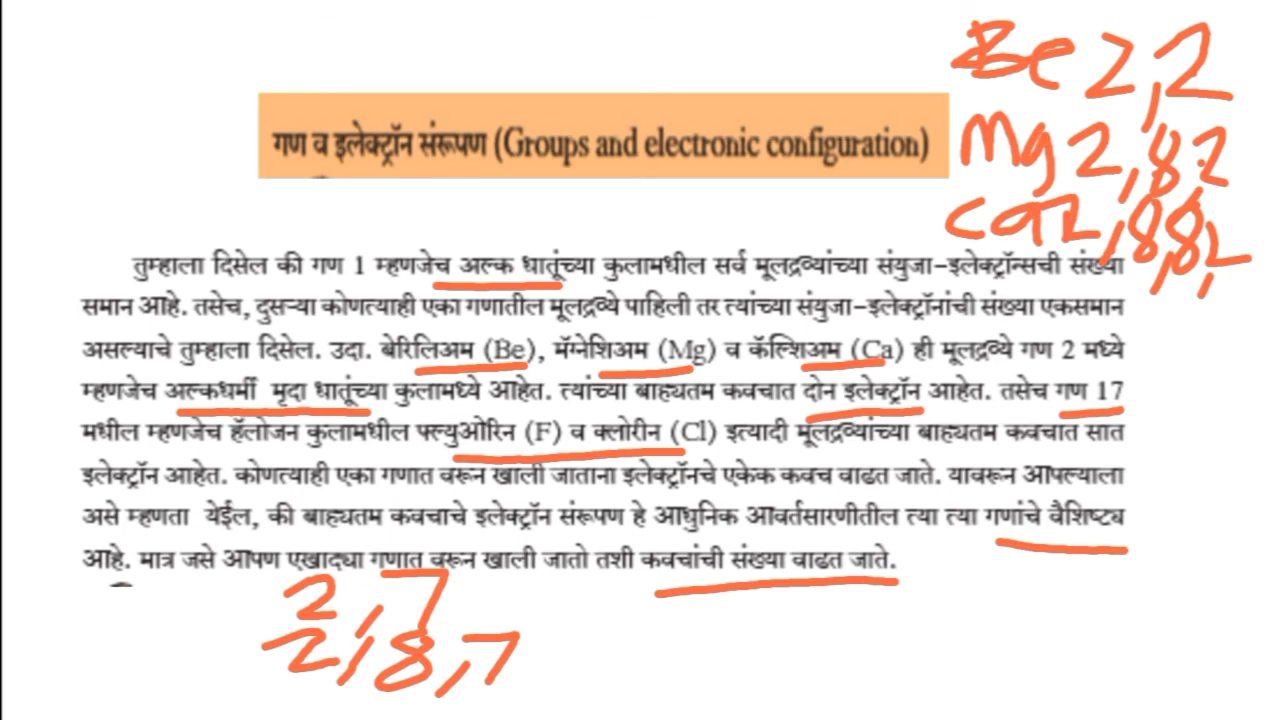 Be 2,2
गण व इलेक्ट्रॉन संरूपण (Groups and electronic configuration)
Mg 2,8,2
Ca 2,8,8,2
तुम्हाला दिसेल की गण 1 म्हणजेच अल्क धातूंच्या कुलामधील सर्व मूलद्रव्यांच्या संयुजा-इलेक्ट्रॉन्सची संख्या
समान आहे. तसेच, दुसऱ्या कोणत्याही एका गणातील मूलद्रव्ये पाहिली तर त्यांच्या संयुजा-इलेक्ट्रॉनांची संख्या एकसमान
असल्याचे तुम्हाला दिसेल. उदा. बेरिलिअम (Be), मॅग्नेशिअम (Mg) व कॅल्शिअम (Ca) ही मूलद्रव्ये गण 2 मध्ये
म्हणजेच अल्कधर्मी मृदा धातूंच्या कुलामध्ये आहेत. त्यांच्या बाह्यतम कवचात दोन इलेक्ट्रॉन आहेत. तसेच गण 17
मधील म्हणजेच हॅलोजन कुलामधील फ्ल्युओरिन (F) व क्लोरीन (Cl) इत्यादी मूलद्रव्यांच्या बाह्यतम कवचात सात
इलेक्ट्रॉन आहेत. कोणत्याही एका गणात वरून खाली जाताना इलेक्ट्रॉनचे एकेक कवच वाढत जाते. यावरून आपल्याला
असे म्हणता येईल, की बाह्यतम कवचाचे इलेक्ट्रॉन संरूपण हे आधुनिक आवर्तसारणीतील त्या त्या गणांचे वैशिष्ट्य
आहे. मात्र जसे आपण एखाद्या गणात वरून खाली जातो तशी कवचांची संख्या वाढत जाते.
2,7
2,8,7